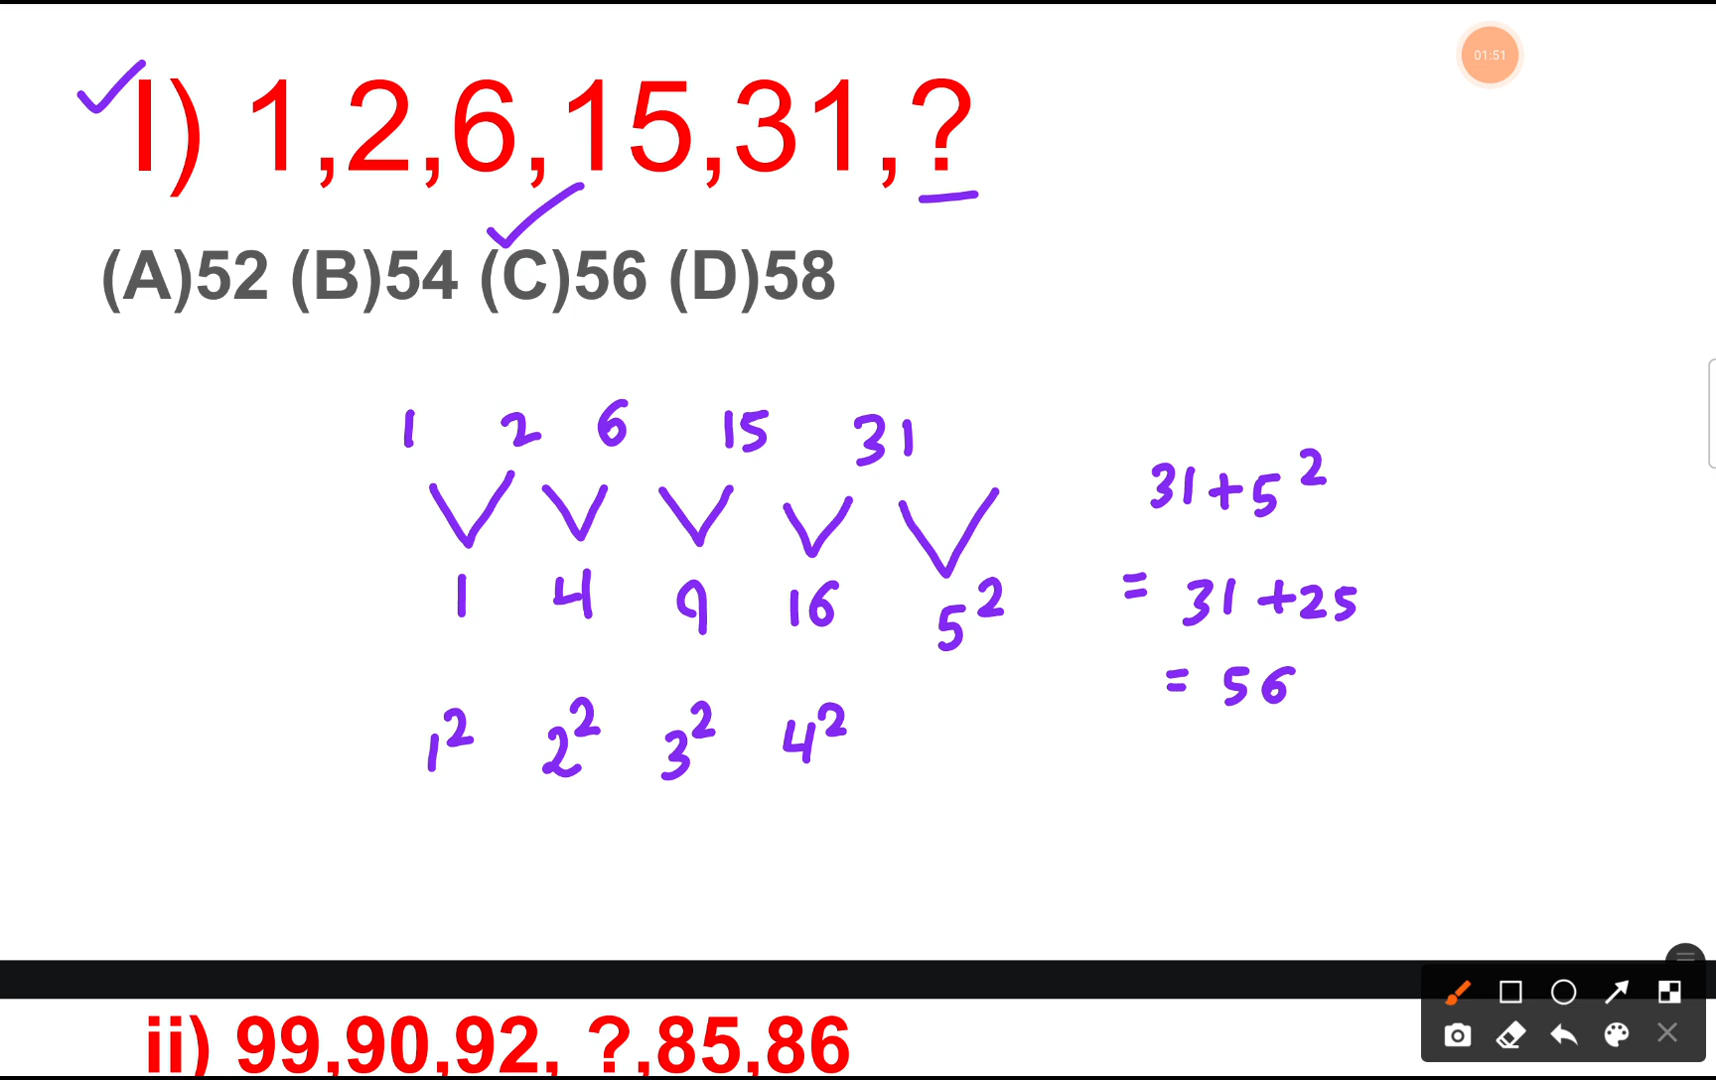 01:51
I) 1,2,6,15,31,?
(A)52 (B)54 (C)56 (D)58
1 2 6 15 31
1 4 9 16 5²
1² 2² 3² 4²
31+5²
= 31+25
= 56
ii) 99,90,92, ?,85,86